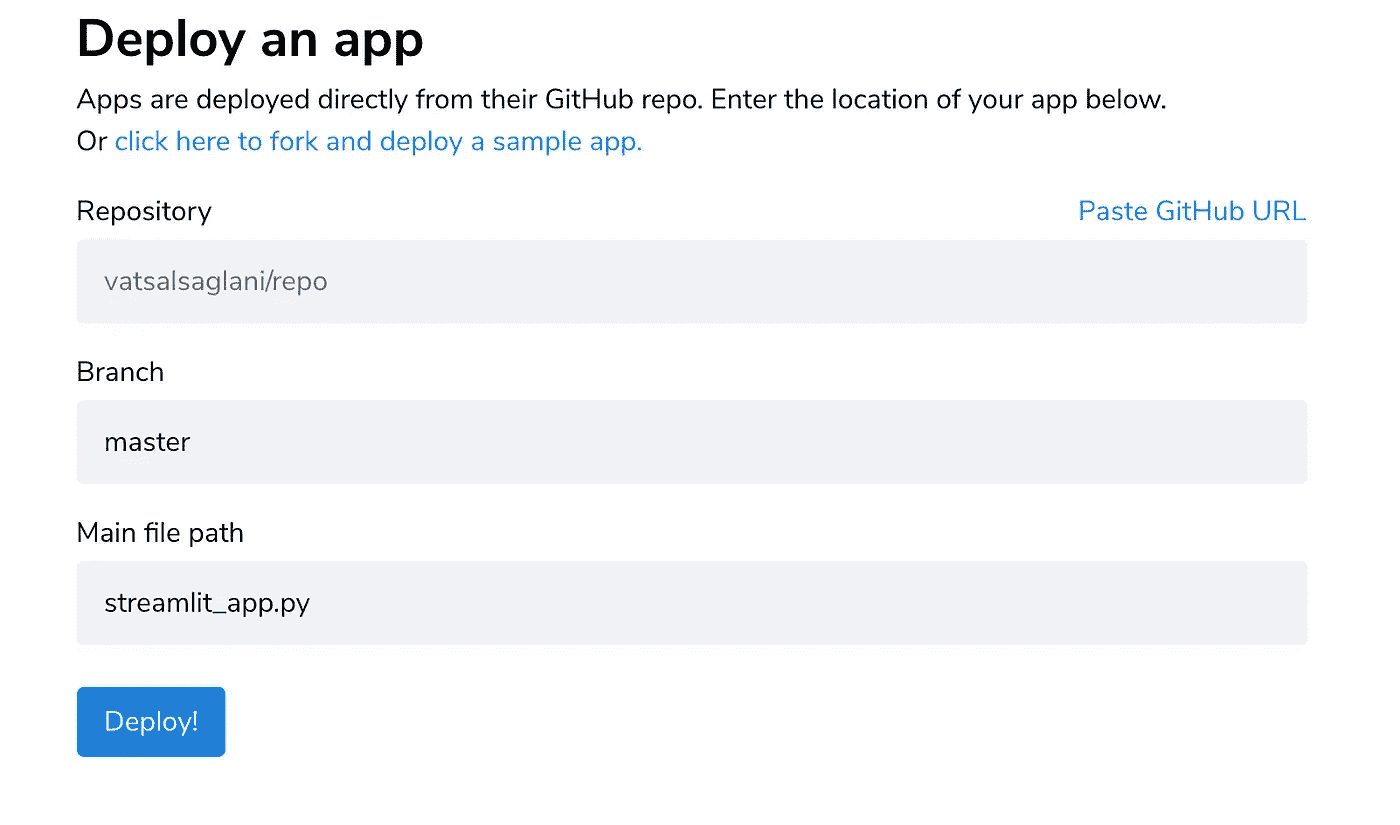 Deploy an app
Apps are deployed directly from their GitHub repo. Enter the location of your app below.
Or click here to fork and deploy a sample app.
Repository Paste GitHub URL
vatsalsaglani/repo
Branch
master
Main file path
streamlit_app.py
Deploy!